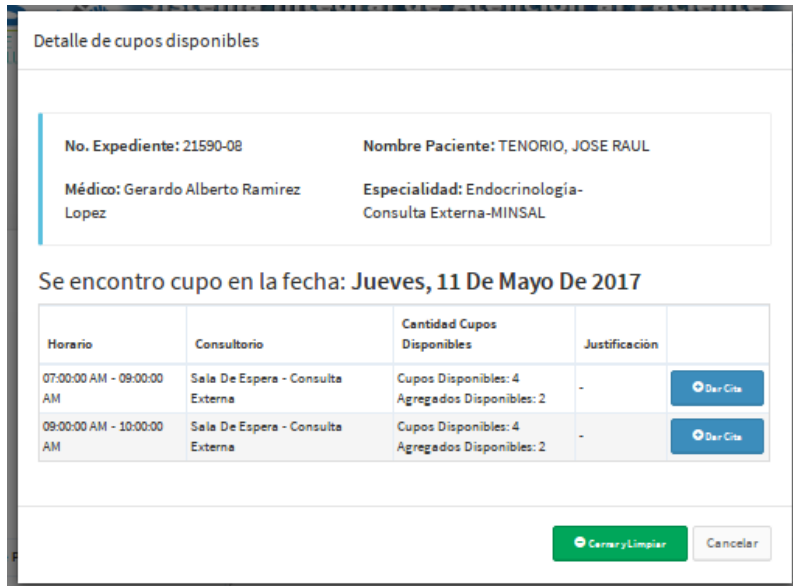 Detalle de cupos disponibles
No. Expediente: 21590-08
Nombre Paciente: TENORIO, JOSE RAUL
Médico: Gerardo Alberto Ramirez
Lopez
Especialidad: Endocrinología-
Consulta Externa-MINSAL
Se encontro cupo en la fecha: Jueves, 11 De Mayo De 2017
Horario
Consultorio
Cantidad Cupos
Disponibles
Justificación
07:00:00 AM - 09:00:00
AM
Sala De Espera - Consulta
Externa
Cupos Disponibles: 4
Agregados Disponibles: 2
-
Dar Cita
09:00:00 AM - 10:00:00
AM
Sala De Espera - Consulta
Externa
Cupos Disponibles: 4
Agregados Disponibles: 2
-
Dar Cita
Cerrar y Limpiar
Cancelar